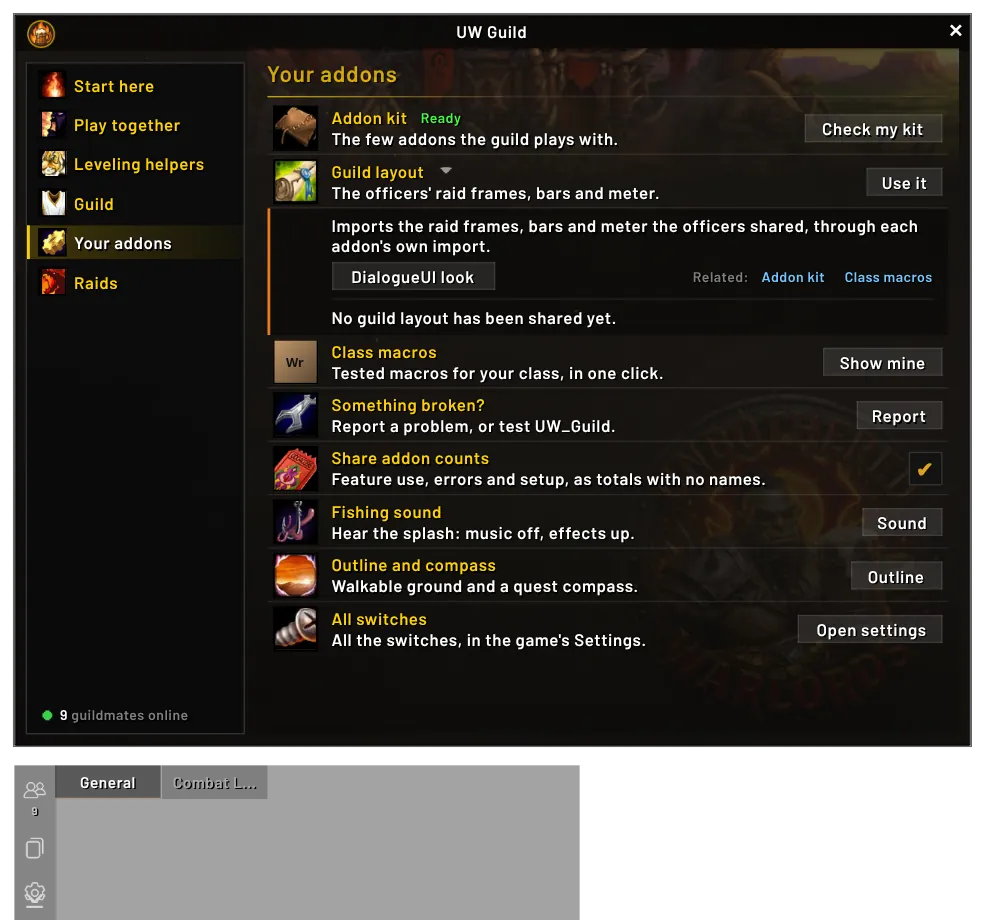 UW Guild
Start here
Play together
Leveling helpers
Guild
Your addons
Raids
9 guildmates online
Your addons
Addon kit Ready
The few addons the guild plays with.
Check my kit
Guild layout
The officers' raid frames, bars and meter.
Use it
Imports the raid frames, bars and meter the officers shared, through each
addon's own import.
DialogueUI look
Related: Addon kit Class macros
No guild layout has been shared yet.
Wr
Class macros
Tested macros for your class, in one click.
Show mine
Something broken?
Report a problem, or test UW_Guild.
Report
Share addon counts
Feature use, errors and setup, as totals with no names.
Fishing sound
Hear the splash: music off, effects up.
Sound
Outline and compass
Walkable ground and a quest compass.
Outline
All switches
All the switches, in the game's Settings.
Open settings
WARLORDS
General
Combat L...
9